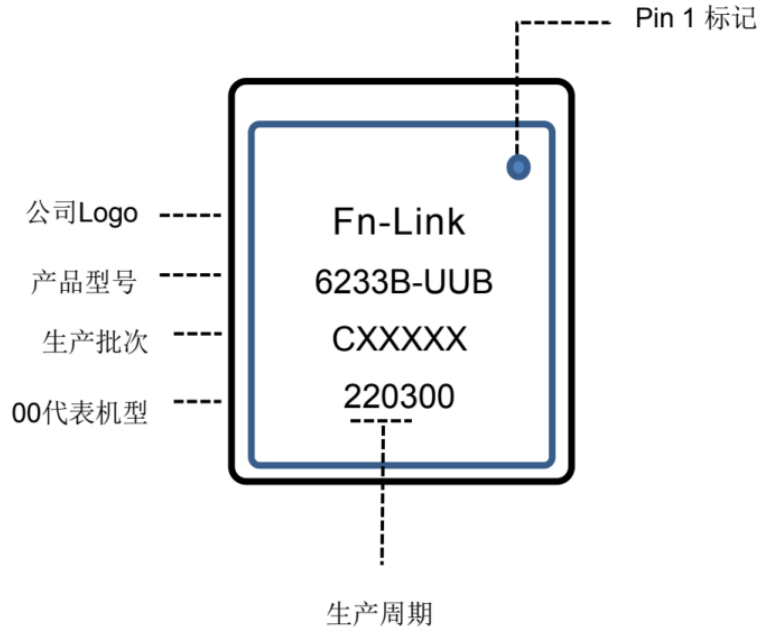 Pin 1 标记
公司Logo
Fn-Link
产品型号
6233B-UUB
生产批次
CXXXXX
00代表机型
220300
生产周期